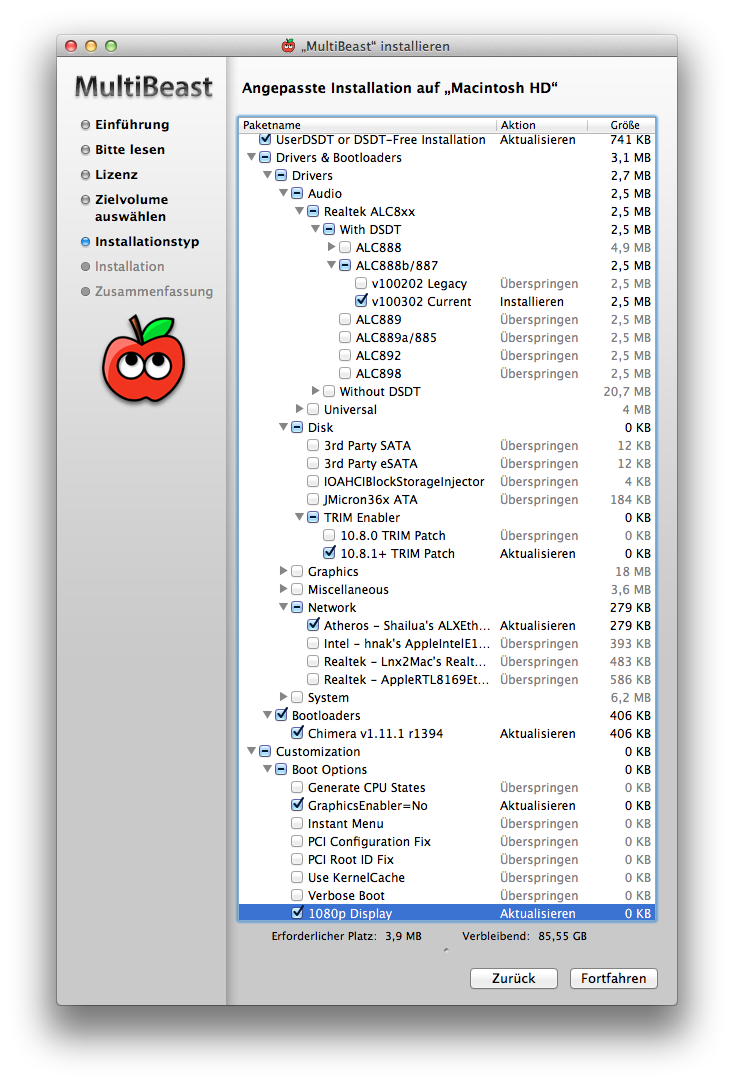 „MultiBeast“ installieren
MultiBeast
Einführung
Bitte lesen
Lizenz
Zielvolume
auswählen
Installationstyp
Installation
Zusammenfassung
Angepasste Installation auf „Macintosh HD“
Paketname Aktion Größe
UserDSDT or DSDT-Free Installation Aktualisieren 741 KB
Drivers & Bootloaders 3,1 MB
Drivers 2,7 MB
Audio 2,5 MB
Realtek ALC8xx 2,5 MB
With DSDT 2,5 MB
ALC888 4,9 MB
ALC888b/887 2,5 MB
v100202 Legacy Überspringen 2,5 MB
v100302 Current Installieren 2,5 MB
ALC889 Überspringen 2,5 MB
ALC889a/885 Überspringen 2,5 MB
ALC892 Überspringen 2,5 MB
ALC898 Überspringen 2,5 MB
Without DSDT 20,7 MB
Universal 4 MB
Disk 0 KB
3rd Party SATA Überspringen 12 KB
3rd Party eSATA Überspringen 12 KB
IOAHCIBlockStorageInjector Überspringen 4 KB
JMicron36x ATA Überspringen 184 KB
TRIM Enabler 0 KB
10.8.0 TRIM Patch Überspringen 0 KB
10.8.1+ TRIM Patch Aktualisieren 0 KB
Graphics 18 MB
Miscellaneous 3,6 MB
Network 279 KB
Atheros - Shailua's ALXEth... Aktualisieren 279 KB
Intel - hnak's AppleIntelE1... Überspringen 393 KB
Realtek - Lnx2Mac's Realt... Überspringen 483 KB
Realtek - AppleRTL8169Et... Überspringen 586 KB
System 6,2 MB
Bootloaders 406 KB
Chimera v1.11.1 r1394 Aktualisieren 406 KB
Customization 0 KB
Boot Options 0 KB
Generate CPU States Überspringen 0 KB
GraphicsEnabler=No Aktualisieren 0 KB
Instant Menu Überspringen 0 KB
PCI Configuration Fix Überspringen 0 KB
PCI Root ID Fix Überspringen 0 KB
Use KernelCache Überspringen 0 KB
Verbose Boot Überspringen 0 KB
1080p Display Aktualisieren 0 KB
Erforderlicher Platz: 3,9 MB Verbleibend: 85,55 GB
Zurück Fortfahren